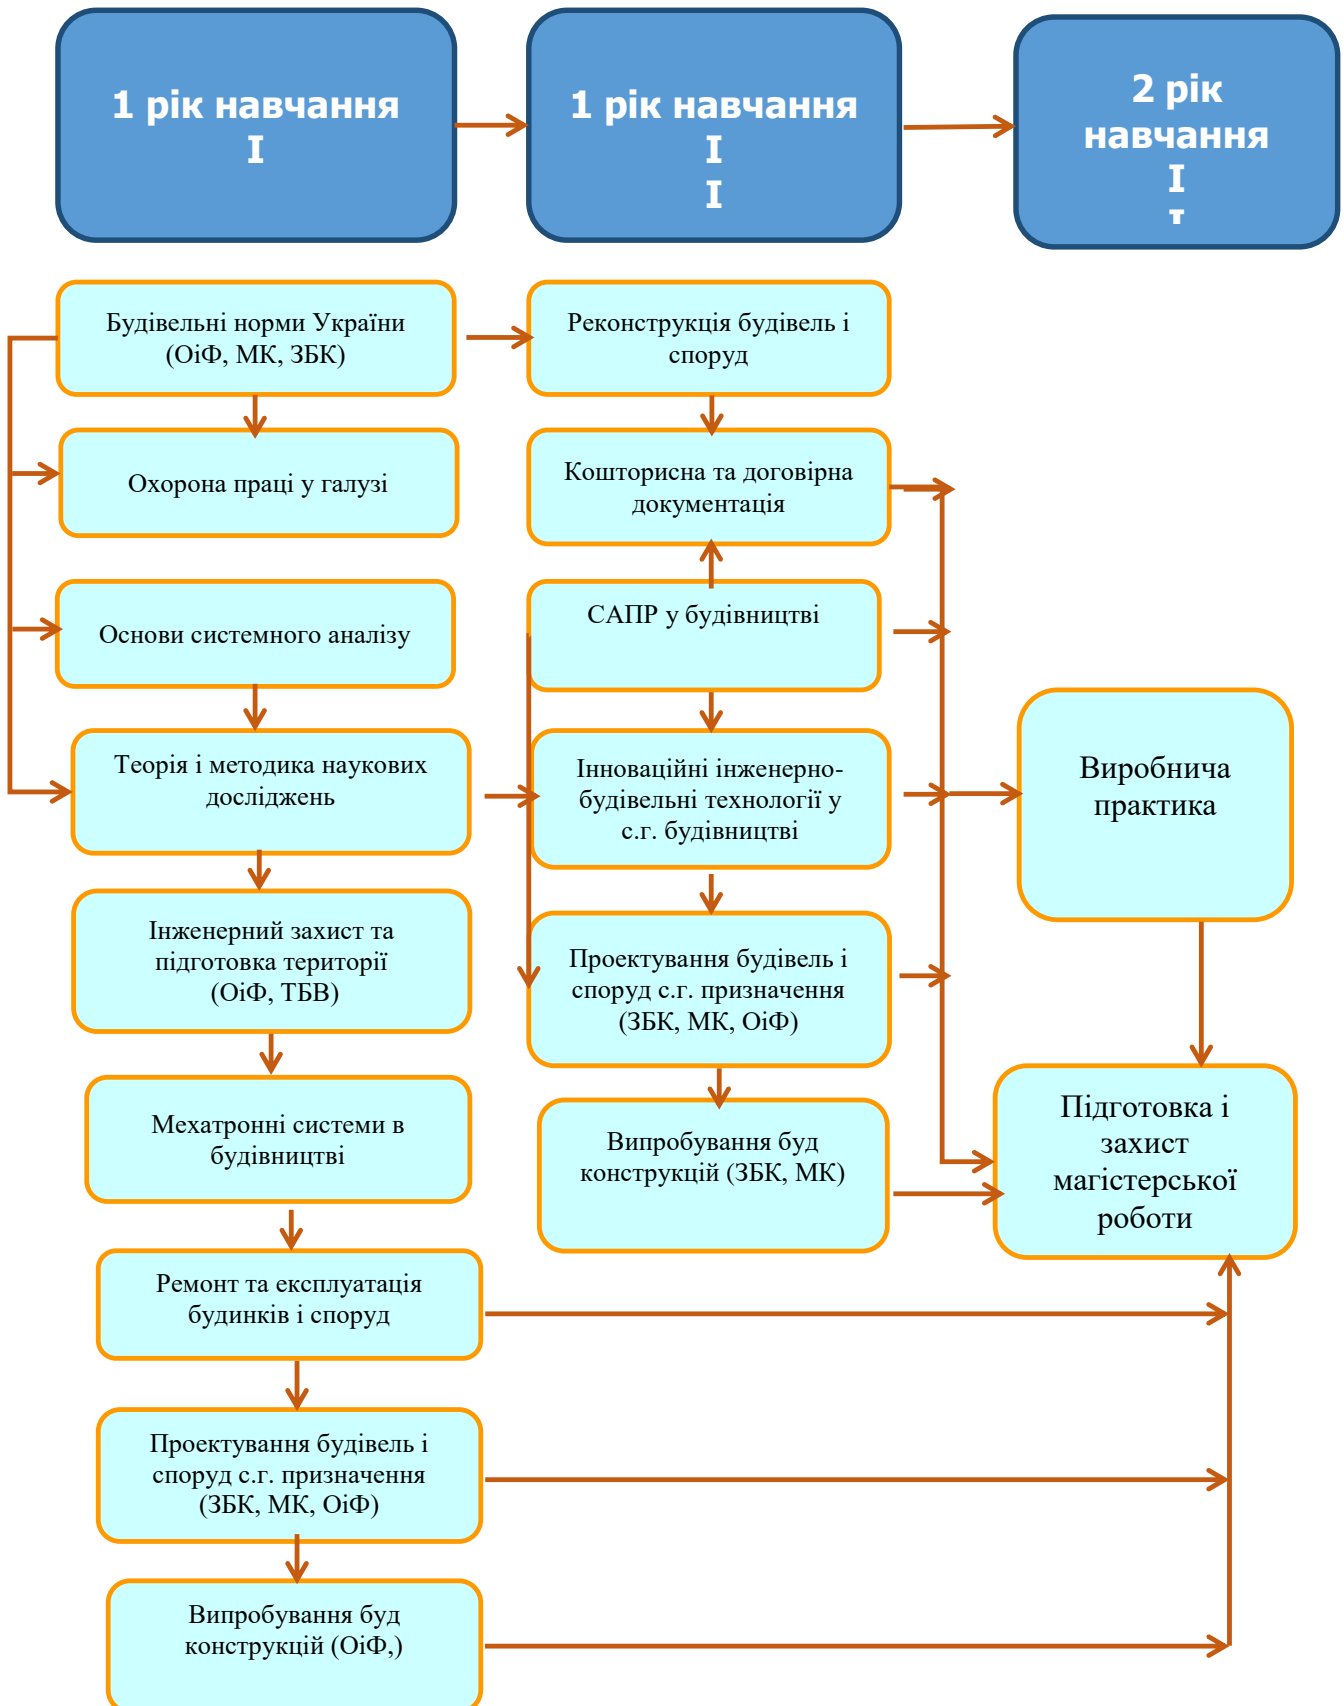 1 рік навчання
I
1 рік навчання
I
I
2 рік
навчання
I
Будівельні норми України
(ОіФ, МК, ЗБК)
Реконструкція будівель і
споруд
Охорона праці у галузі
Кошторисна та договірна
документація
Основи системного аналізу
САПР у будівництві
Теорія і методика наукових
досліджень
Інноваційні інженерно-
будівельні технології у
с.г. будівництві
Виробнича
практика
Інженерний захист та
підготовка території
(ОіФ, ТБВ)
Проектування будівель і
споруд с.г. призначення
(ЗБК, МК, ОіФ)
Мехатронні системи в
будівництві
Випробування буд
конструкцій (ЗБК, МК)
Підготовка і
захист
магістерської
роботи
Ремонт та експлуатація
будинків і споруд
Проектування будівель і
споруд с.г. призначення
(ЗБК, МК, ОіФ)
Випробування буд
конструкцій (ОіФ,)